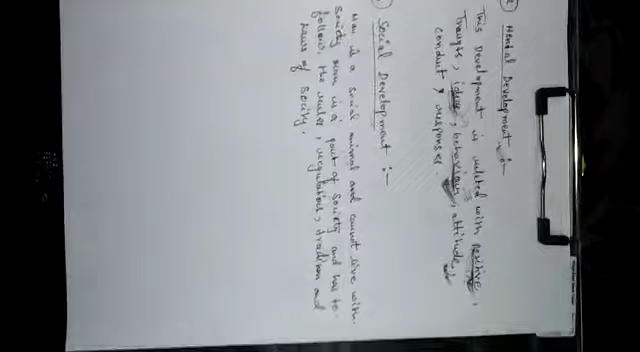 Mental Development :-
This Development is related with positive,
Thoughts, ideas, behaviour, attitude,
conduct, responses.
Social Development :-
Man is a social animal and cannot live with-
Society man is a part of Society and has to
follow the rules, regulations, tradition and
laws of Society.